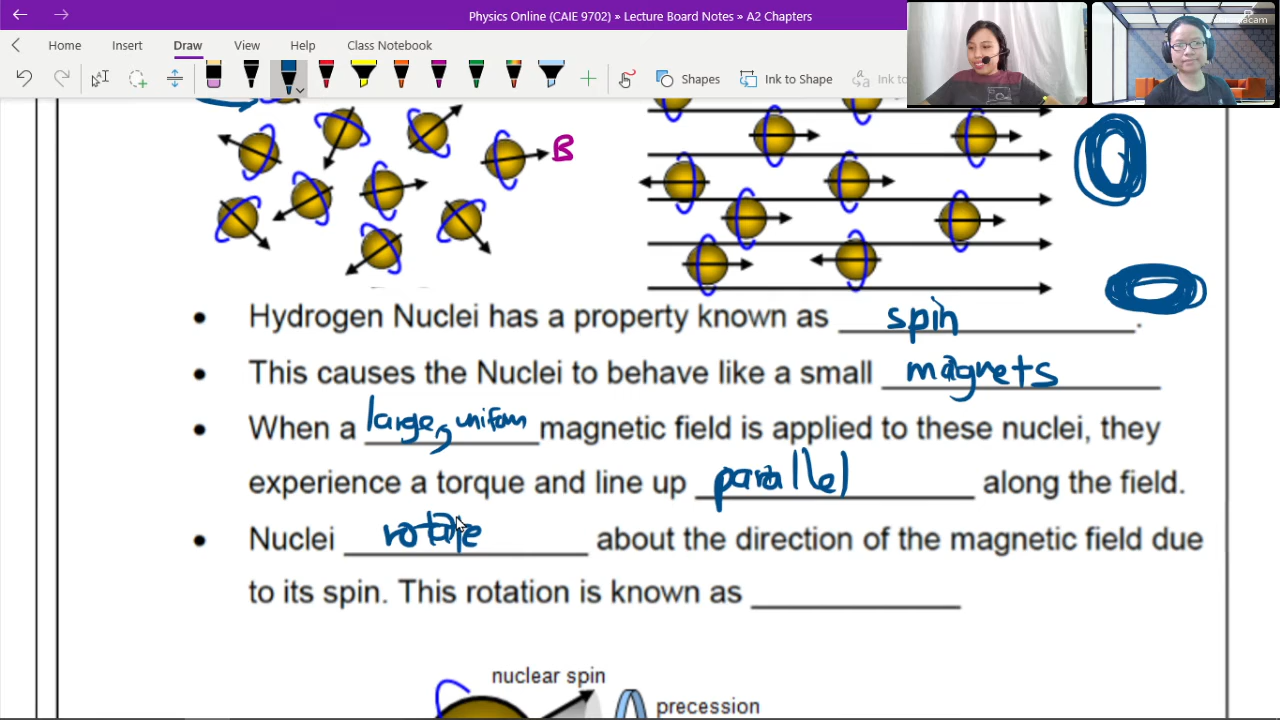 Physics Online (CAIE 9702) » Lecture Board Notes » A2 Chapters
Home Insert Draw View Help Class Notebook
Shapes Ink to Shape Ink to
B
• Hydrogen Nuclei has a property known as spin.
• This causes the Nuclei to behave like a small magnets
• When a large, uniform magnetic field is applied to these nuclei, they
experience a torque and line up parallel along the field.
• Nuclei rotate about the direction of the magnetic field due
to its spin. This rotation is known as ____________
nuclear spin
precession